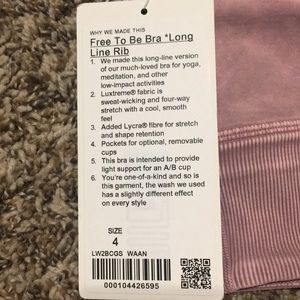 WHY WE MADE THIS
Free To Be Bra *Long
Line Rib
1. We made this long-line version
of our much-loved bra for yoga,
meditation, and other
low-impact activities
2. Luxtreme® fabric is
sweat-wicking and four-way
stretch with a cool, smooth
feel
3. Added Lycra® fibre for stretch
and shape retention
4. Pockets for optional, removable
cups
5. This bra is intended to provide
light support for an A/B cup
6. You're one-of-a-kind and so is
this garment, the wash we used
has a slightly different effect
on every style
SIZE
4
LW2BCGS WAAN
000104426595